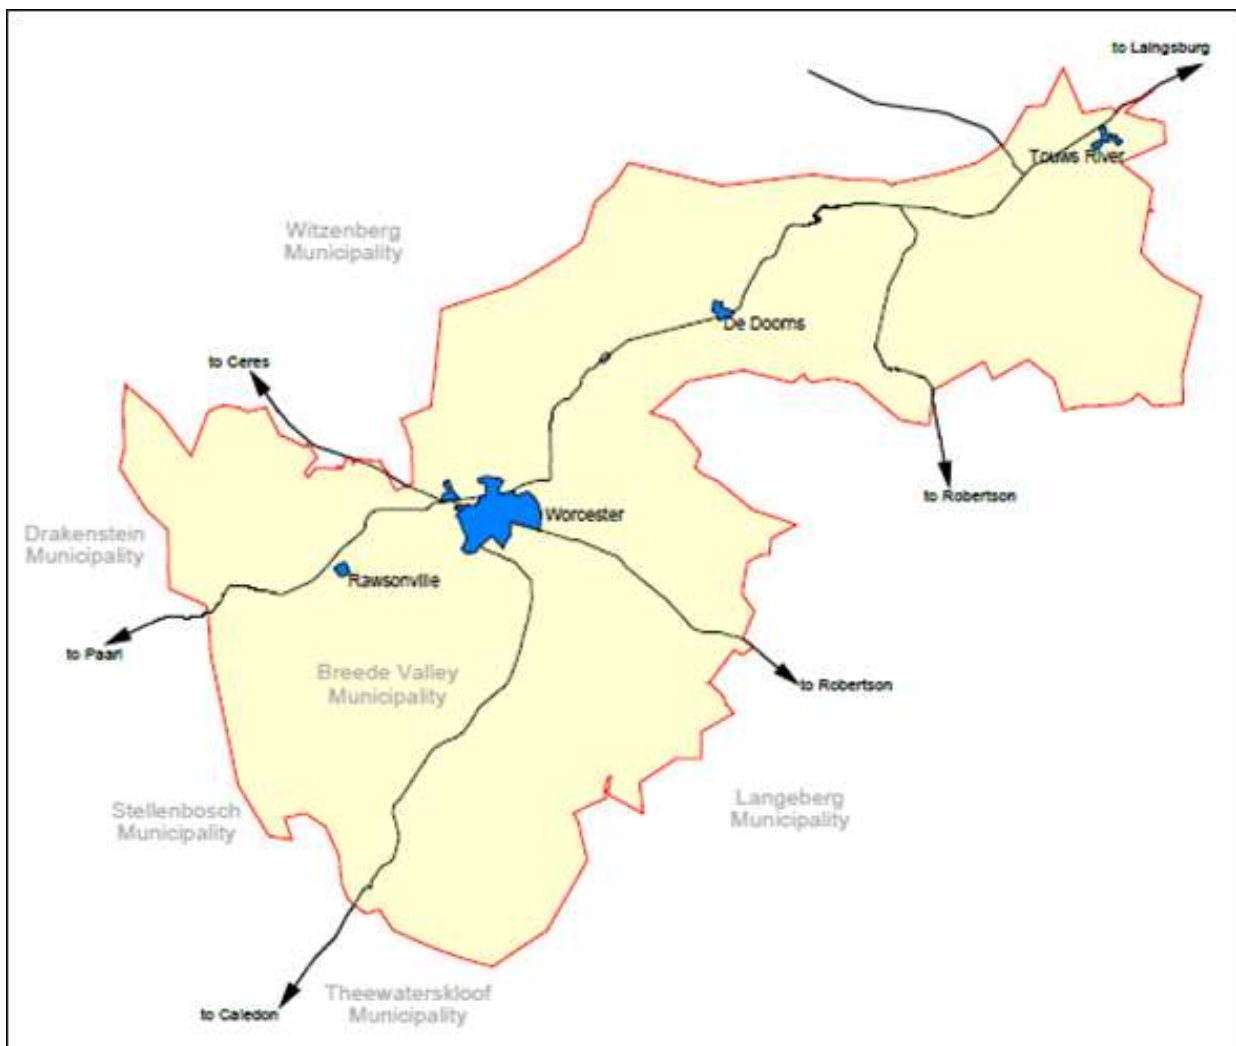 to Laingsburg
Touws River
Witzenberg
Municipality
De Doorns
to Ceres
to Robertson
Worcester
Drakenstein
Municipality
Rawsonville
to Paarl
Breede Valley
Municipality
to Robertson
Stellenbosch
Municipality
Langeberg
Municipality
Theewaterskloof
Municipality
to Caledon